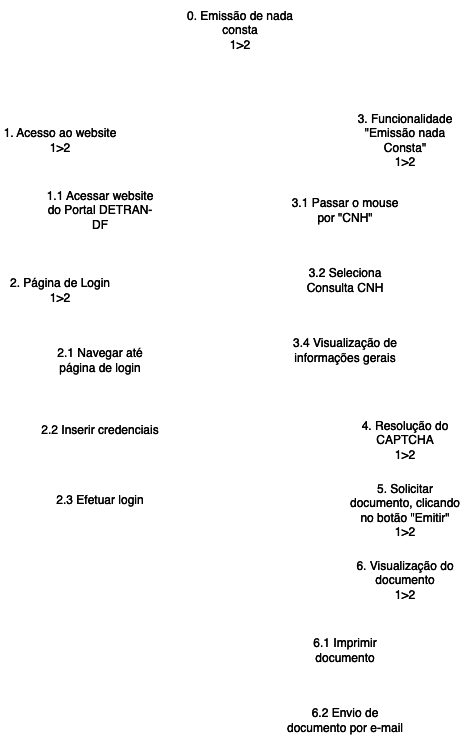 0. Emissão de nada
consta
1>2
1. Acesso ao website
1>2
1.1 Acessar website
do Portal DETRAN-
DF
2. Página de Login
1>2
2.1 Navegar até
página de login
2.2 Inserir credenciais
2.3 Efetuar login
3. Funcionalidade
"Emissão nada
Consta"
1>2
3.1 Passar o mouse
por "CNH"
3.2 Seleciona
Consulta CNH
3.4 Visualização de
informações gerais
4. Resolução do
CAPTCHA
1>2
5. Solicitar
documento, clicando
no botão "Emitir"
1>2
6. Visualização do
documento
1>2
6.1 Imprimir
documento
6.2 Envio de
documento por e-mail